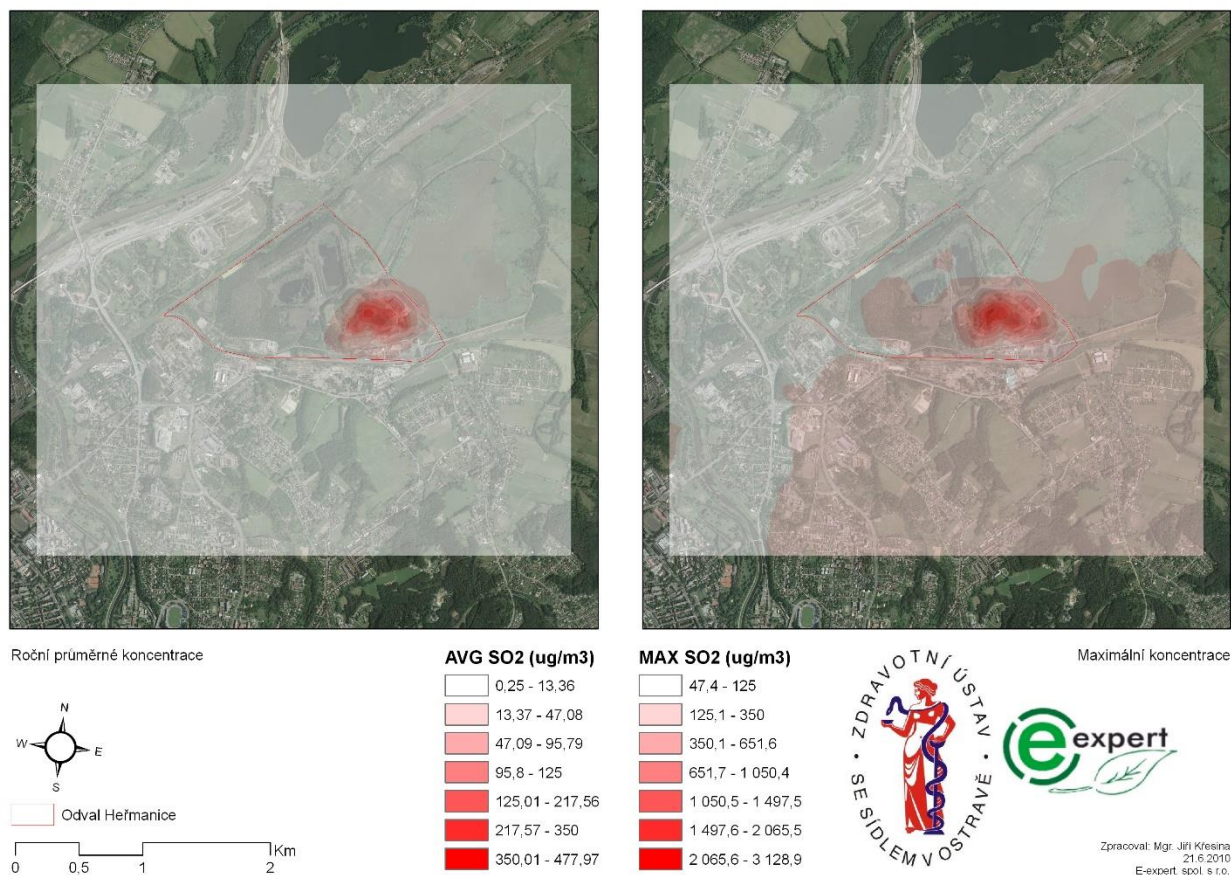 Roční průměrné koncentrace
N
W
E
S
Odval Heřmanice
Km
0
0,5
1
2
AVG SO2 (ug/m3)
0,25 - 13,36
13,37 - 47,08
47,09 - 95,79
95,8 - 125
125,01 - 217,56
217,57 - 350
350,01 - 477,97
MAX SO2 (ug/m3)
47,4 - 125
125,1 - 350
350,1 - 651,6
651,7 - 1 050,4
1 050,5 - 1 497,5
1 497,6 - 2 065,5
2 065,6 - 3 128,9
ZDRAVOTNÍ ÚSTAV
SE SÍDLEM V OSTRAVĚ
Maximální koncentrace
e expert
Zpracoval: Mgr. Jiří Křesina
21.6.2010
E-expert, spol. s r.o.